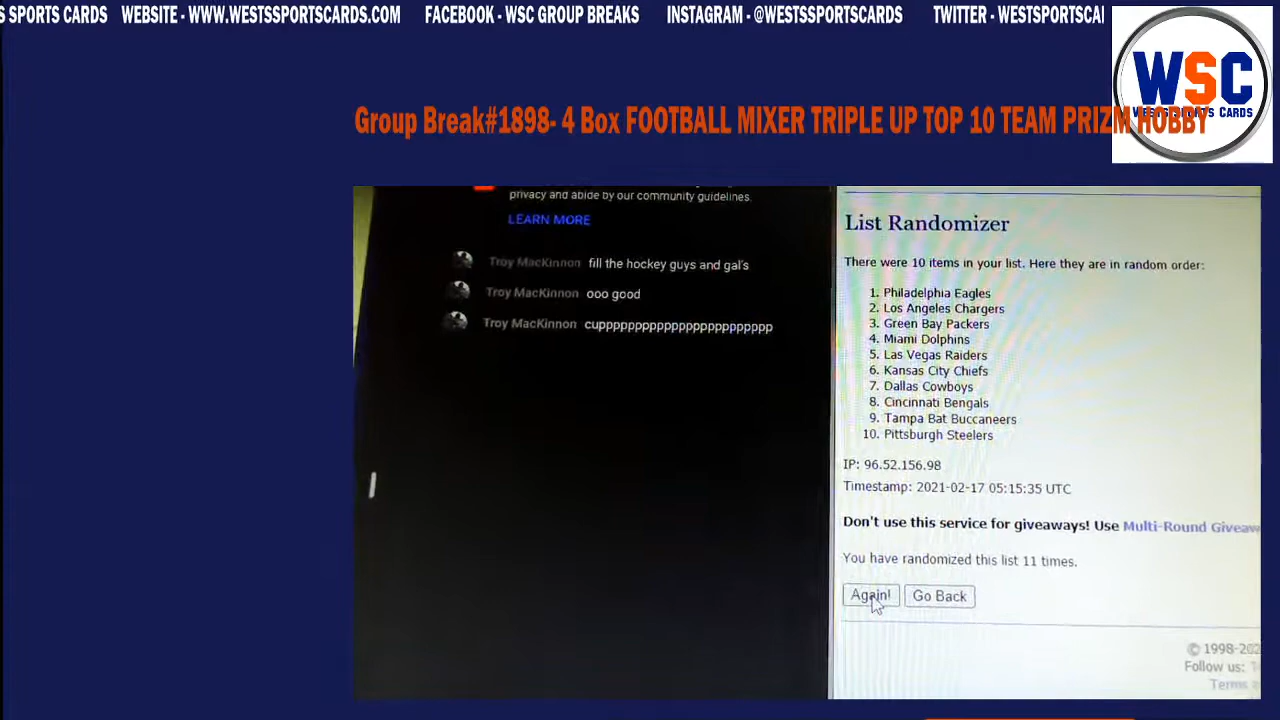 S SPORTS CARDS WEBSITE - WWW.WESTSSPORTSCARDS.COM FACEBOOK - WSC GROUP BREAKS INSTAGRAM - @WESTSSPORTSCARDS TWITTER - WESTSPORTSCA
WSC
Group Break#1898- 4 Box FOOTBALL MIXER TRIPLE UP TOP 10 TEAM PRIZM HOBBY
privacy and abide by our community guidelines.
LEARN MORE
Troy MacKinnon fill the hockey guys and gal's
Troy MacKinnon ooo good
Troy MacKinnon cuppppppppppppppppppppppppp
List Randomizer
There were 10 items in your list. Here they are in random order:
1. Philadelphia Eagles
2. Los Angeles Chargers
3. Green Bay Packers
4. Miami Dolphins
5. Las Vegas Raiders
6. Kansas City Chiefs
7. Dallas Cowboys
8. Cincinnati Bengals
9. Tampa Bat Buccaneers
10. Pittsburgh Steelers
IP: 96.52.156.98
Timestamp: 2021-02-17 05:15:35 UTC
Don't use this service for giveaways! Use Multi-Round Giveaw
You have randomized this list 11 times.
Again! Go Back
© 1998-202
Follow us:
Terms